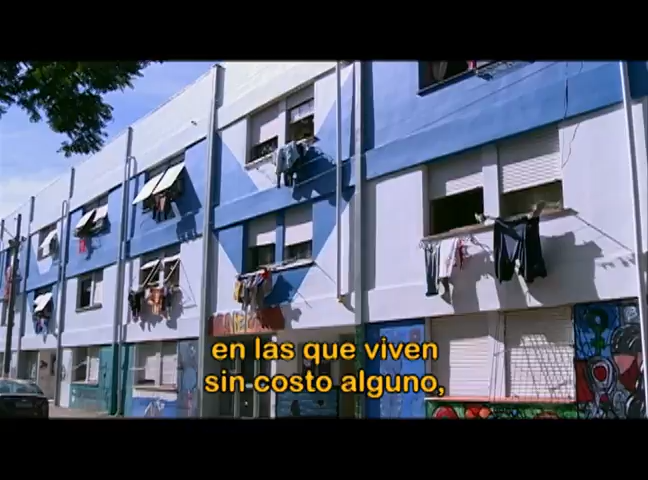 en las que viven
sin costo alguno,